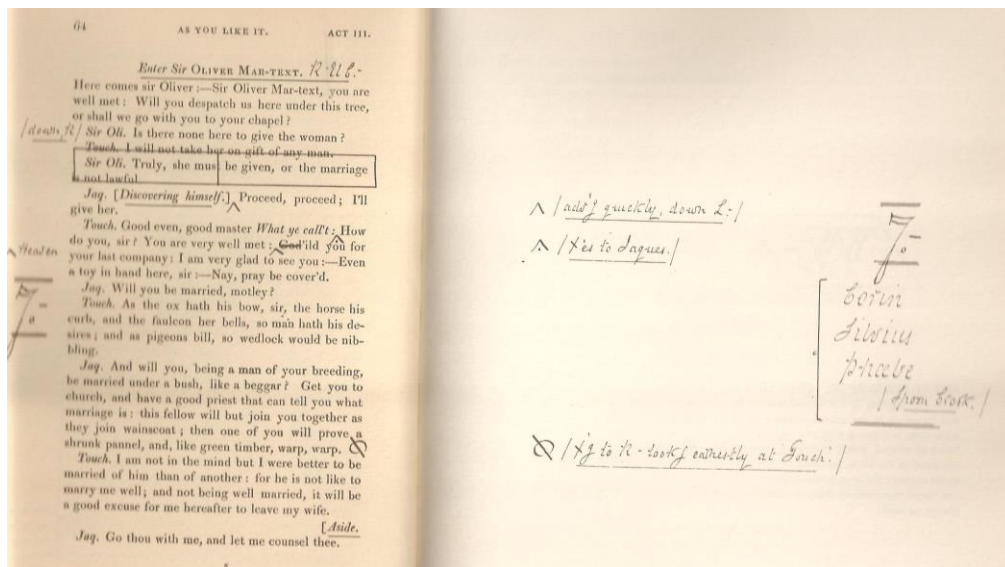 64 AS YOU LIKE IT. ACT III.
Enter Sir OLIVER MAR-TEXT. R.U.E.-
Here comes sir Oliver:—Sir Oliver Mar-text, you are
well met: Will you despatch us here under this tree,
or shall we go with you to your chapel?
/down R/ Sir Oli. Is there none here to give the woman?
Touch. I will not take her on gift of any man.
Sir Oli. Truly, she must be given, or the marriage
is not lawful.
Jaq. [Discovering himself.] Proceed, proceed; I'll
give her.
Touch. Good even, good master What ye call't: How
do you, sir? You are very well met: God'ild you for
Heaven
your last company: I am very glad to see you:—Even
a toy in hand here, sir:—Nay, pray be cover'd.
Jaq. Will you be married, motley?
Touch. As the ox hath his bow, sir, the horse his
curb, and the faulcon her bells, so man hath his de-
sires; and as pigeons bill, so wedlock would be nib-
bling.
Jaq. And will you, being a man of your breeding,
be married under a bush, like a beggar? Get you to
church, and have a good priest that can tell you what
marriage is: this fellow will but join you together as
they join wainscoat; then one of you will prove a
shrunk pannel, and, like green timber, warp, warp.
Touch. I am not in the mind but I were better to be
married of him than of another: for he is not like to
marry me well; and not being well married, it will be
a good excuse for me hereafter to leave my wife.
[Aside.
Jaq. Go thou with me, and let me counsel thee.
/adv'g quickly, down L:-/
/X'es to Jaques./
Corin
Silvius
Phœbe
/from Crook./
/X'g to R - look'g earnestly at Touch:/